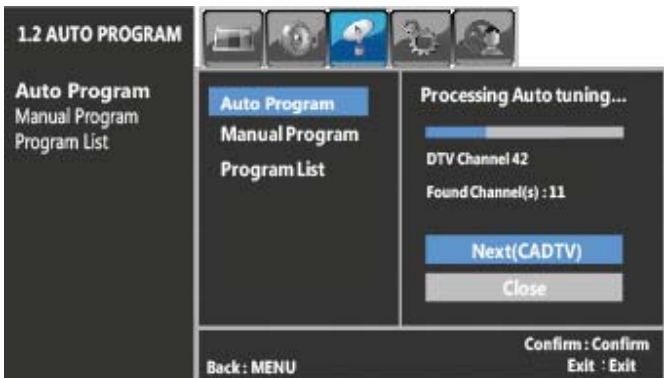 1.2 AUTO PROGRAM
Auto Program
Manual Program
Program List
Auto Program
Manual Program
Program List
Processing Auto tuning...
DTV Channel 42
Found Channel(s) : 11
Next(CADTV)
Close
Back : MENU
Confirm : Confirm
Exit : Exit